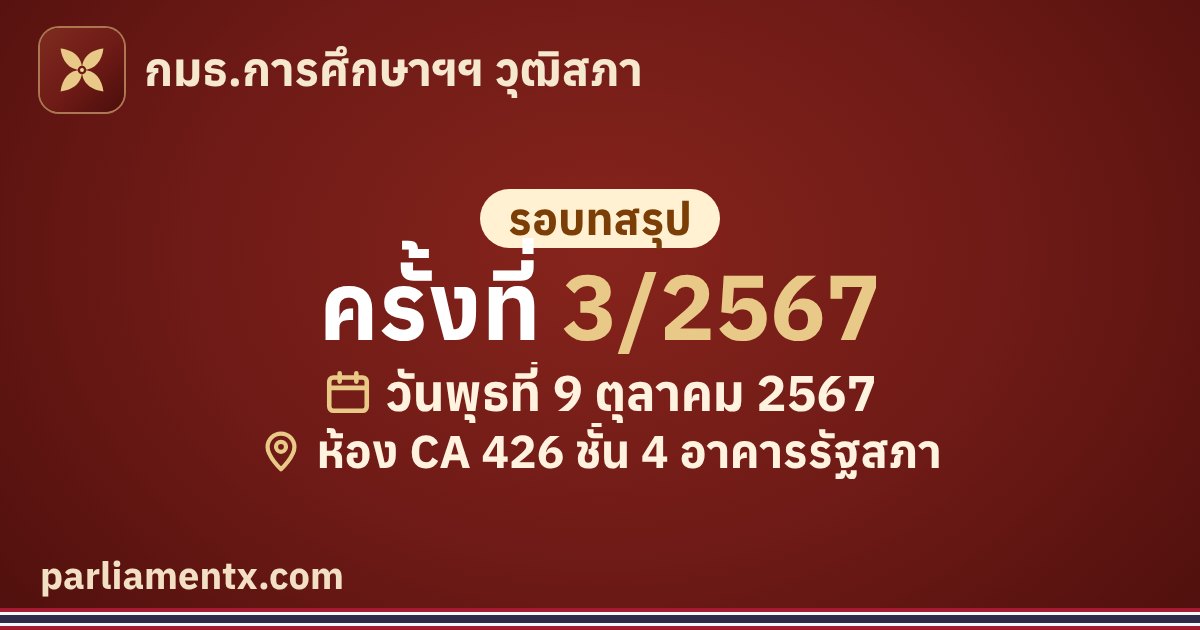 กมธ.การศึกษาฯฯ วุฒิสภา
รอบทสรุป
ครั้งที่ 3/2567
วันพุธที่ 9 ตุลาคม 2567
ห้อง CA 426 ชั้น 4 อาคารรัฐสภา
parliamentx.com